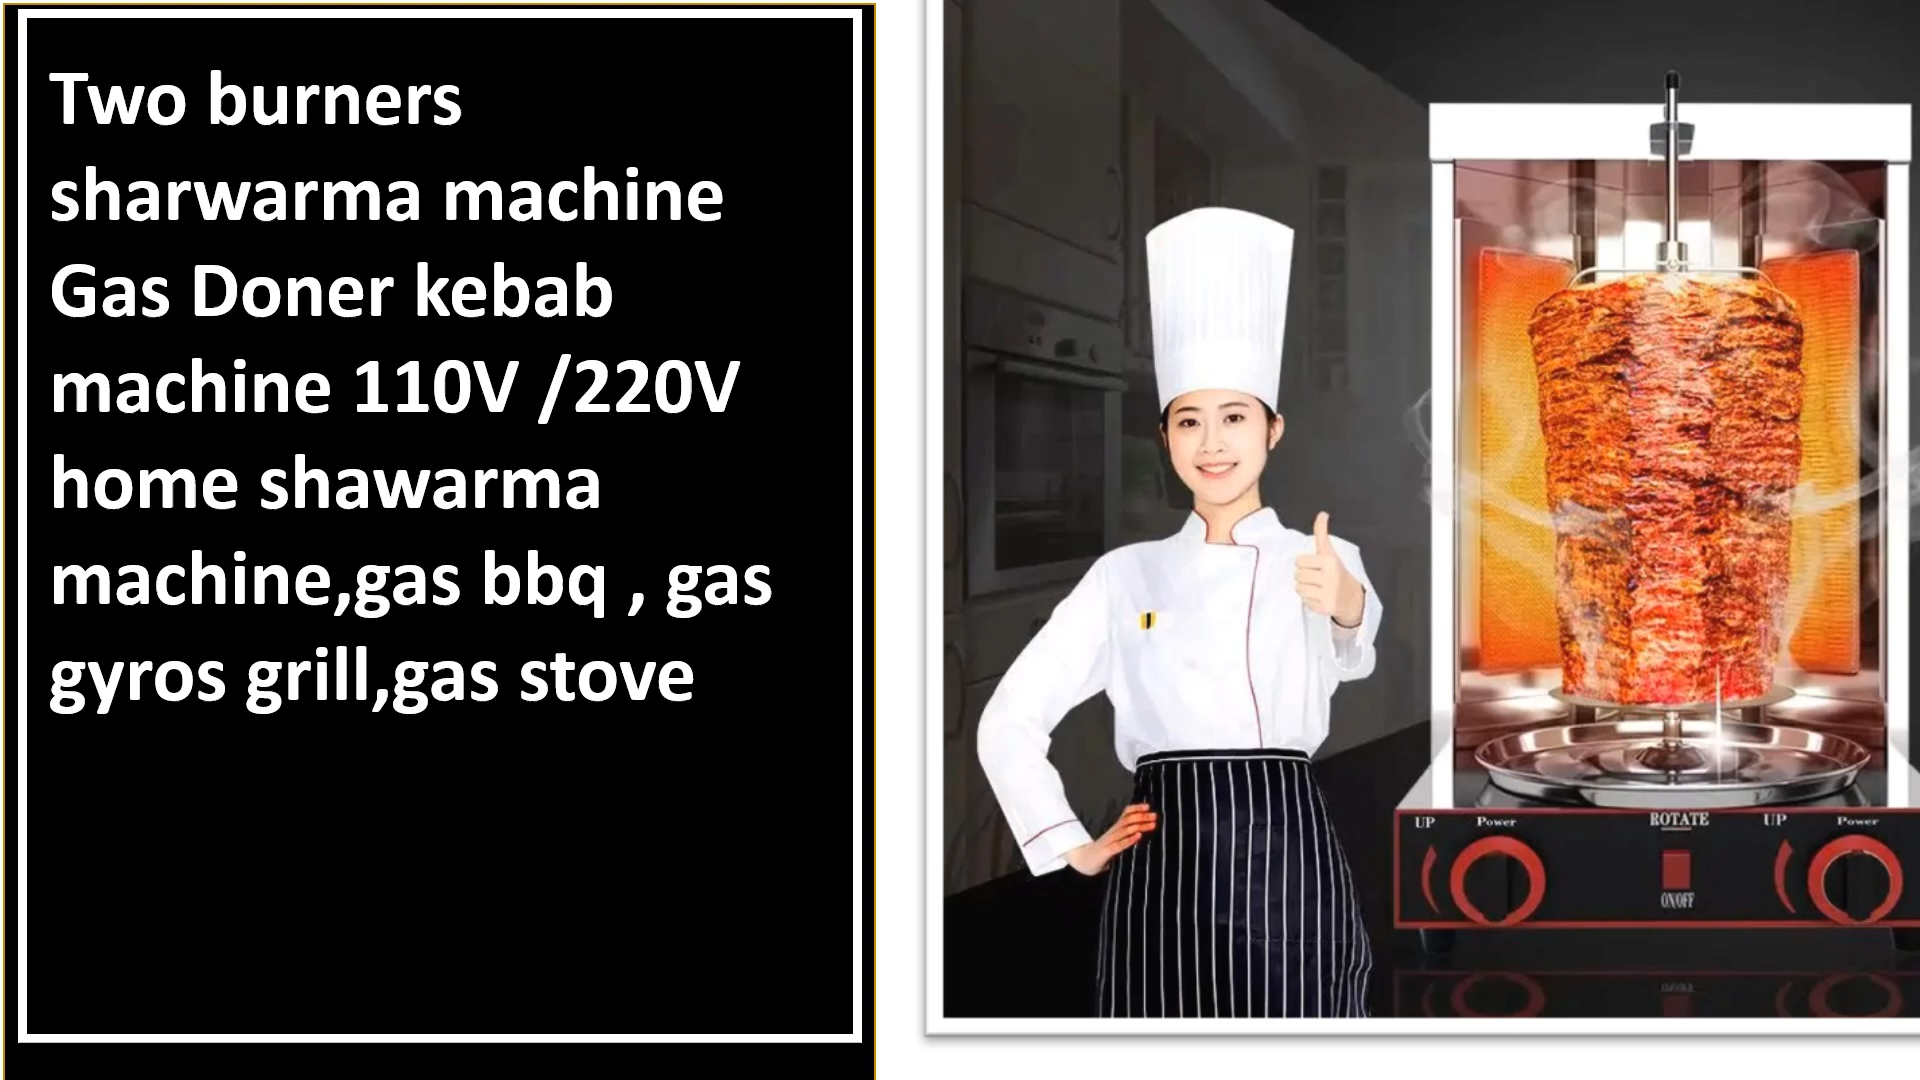 Two burners
sharwarma machine
Gas Doner kebab
machine 110V /220V
home shawarma
machine,gas bbq , gas
gyros grill,gas stove
UP Power ROTATE UP Power
ON/OFF